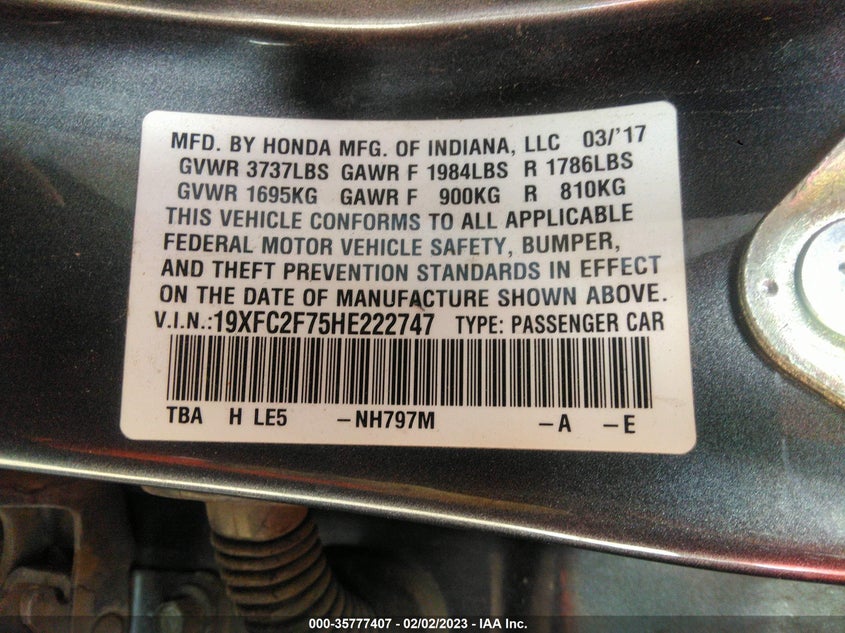 MFD. BY HONDA MFG. OF INDIANA, LLC 03/'17
GVWR 3737LBS GAWR F 1984LBS R 1786LBS
GVWR 1695KG GAWR F 900KG R 810KG
THIS VEHICLE CONFORMS TO ALL APPLICABLE
FEDERAL MOTOR VEHICLE SAFETY, BUMPER,
AND THEFT PREVENTION STANDARDS IN EFFECT
ON THE DATE OF MANUFACTURE SHOWN ABOVE.
V.I.N.:19XFC2F75HE222747 TYPE: PASSENGER CAR
TBA H LE5 -NH797M -A -E
000-35777407 - 02/02/2023 - IAA Inc.